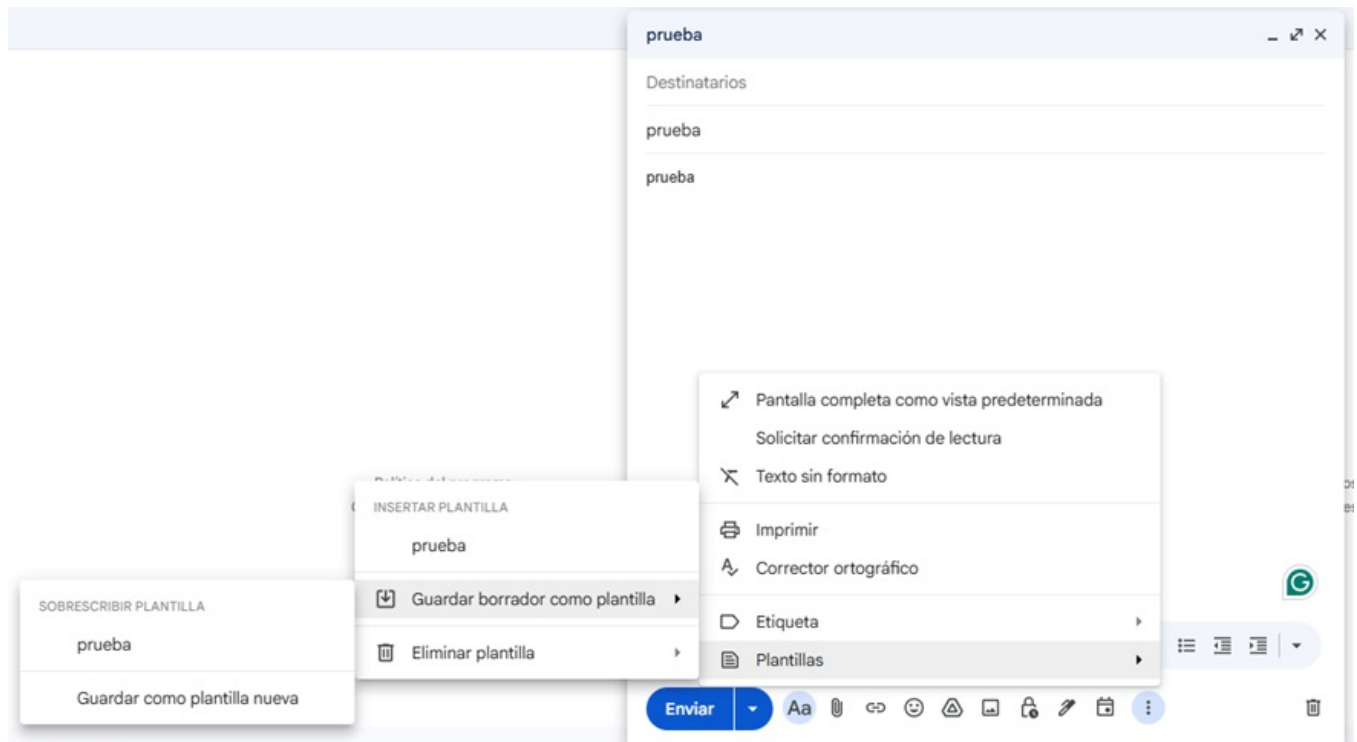 prueba
Destinatarios
prueba
prueba
Pantalla completa como vista predeterminada
Solicitar confirmación de lectura
Texto sin formato
Imprimir
Corrector ortográfico
Etiqueta
Plantillas
INSERTAR PLANTILLA
prueba
Guardar borrador como plantilla
Eliminar plantilla
SOBRESCRIBIR PLANTILLA
prueba
Guardar como plantilla nueva
Enviar
Aa